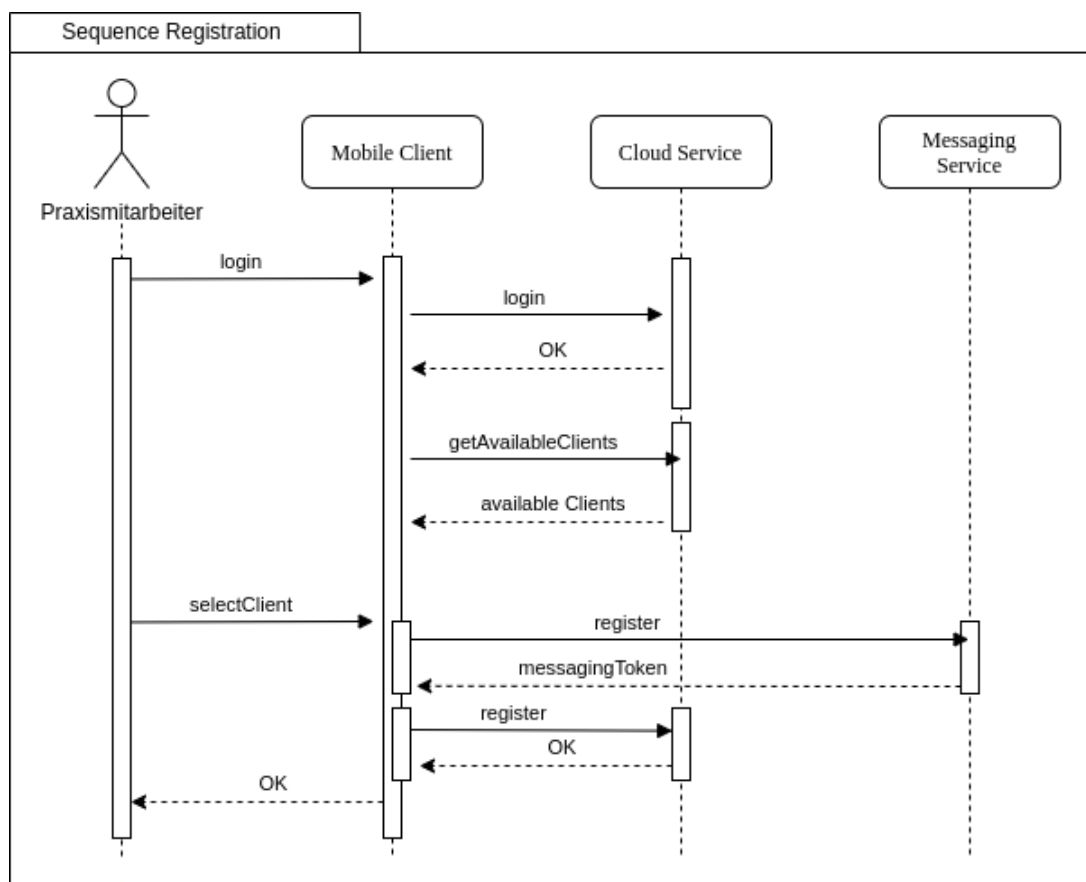 Sequence Registration
Praxismitarbeiter
Mobile Client
Cloud Service
Messaging
Service
login
login
OK
getAvailableClients
available Clients
selectClient
register
messagingToken
register
OK
OK